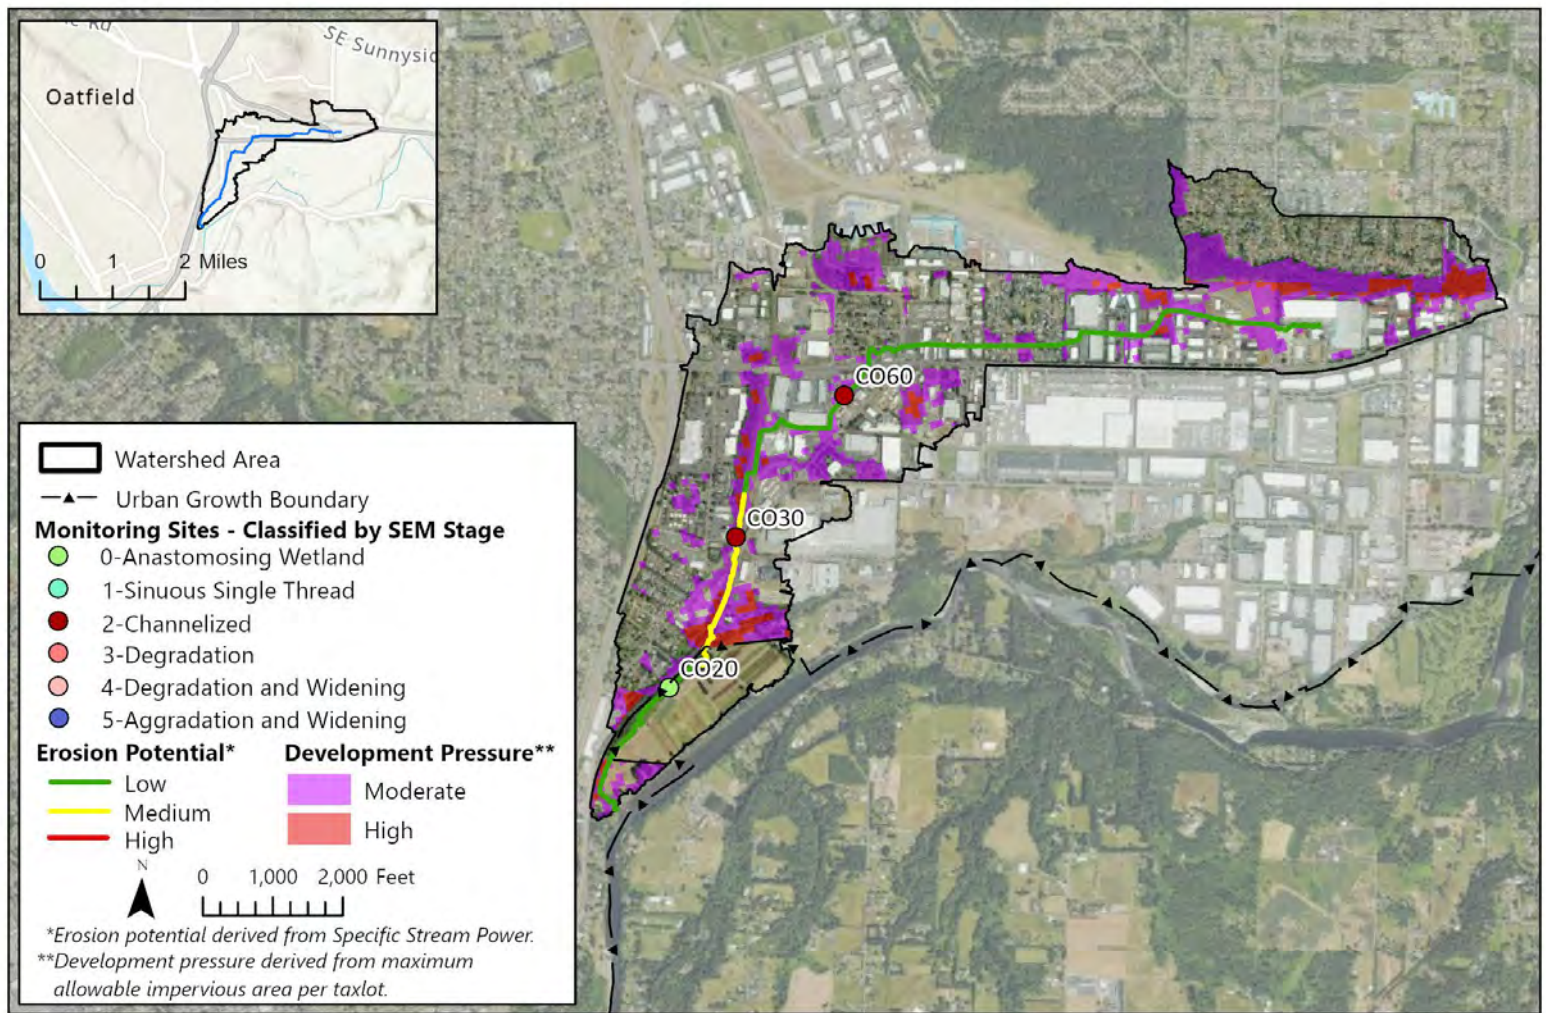 SE Sunnysid
Oatfield
0 1 2 Miles
CO60
CO30
CO20
Watershed Area
Urban Growth Boundary
Monitoring Sites - Classified by SEM Stage
0-Anastomosing Wetland
1-Sinuous Single Thread
2-Channelized
3-Degradation
4-Degradation and Widening
5-Aggradation and Widening
Erosion Potential*
Low
Medium
High
Development Pressure**
Moderate
High
N
0 1,000 2,000 Feet
*Erosion potential derived from Specific Stream Power.
**Development pressure derived from maximum
allowable impervious area per taxlot.